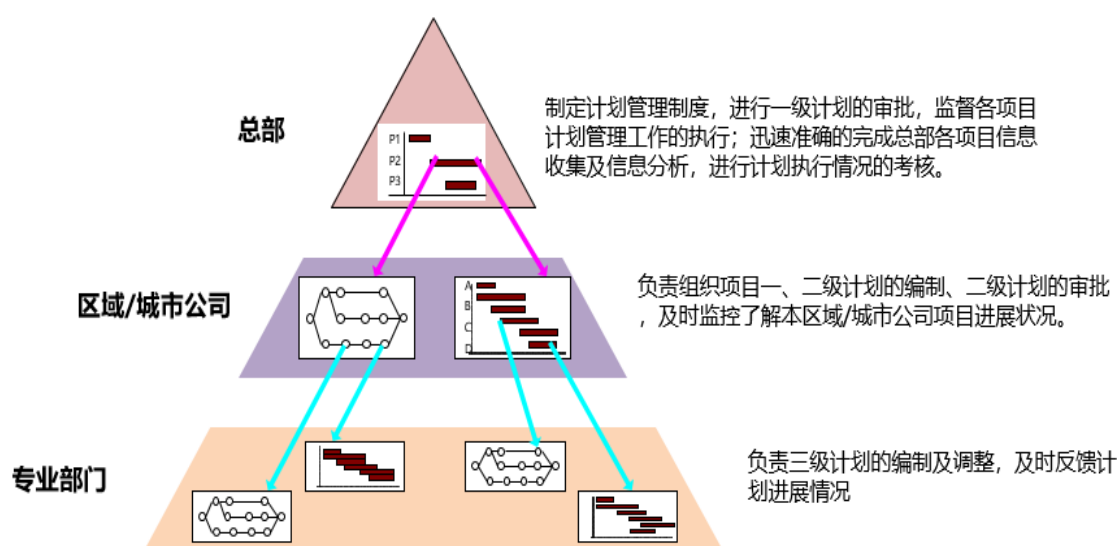 总部
制定计划管理制度，进行一级计划的审批，监督各项目
计划管理工作的执行；迅速准确的完成总部各项目信息
收集及信息分析，进行计划执行情况的考核。
P1
P2
P3
区域/城市公司
A
B
C
D
负责组织项目一、二级计划的编制、二级计划的审批
，及时监控了解本区域/城市公司项目进展状况。
专业部门
负责三级计划的编制及调整，及时反馈计
划进展情况